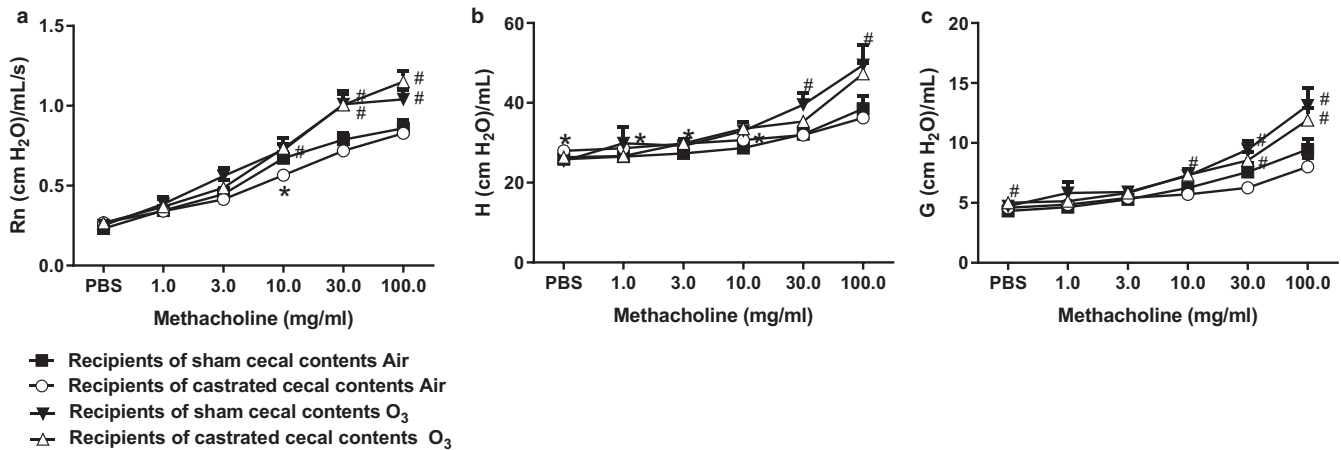 a
Rn (cm H2O)/mL/s)
1.5
1.0
0.5
0.0
PBS 1.0 3.0 10.0 30.0 100.0
Methacholine (mg/ml)
*
#
#
#
#
#
b
H (cm H2O)/mL)
60
40
20
0
PBS 1.0 3.0 10.0 30.0 100.0
Methacholine (mg/ml)
*
*
*
*
#
#
c
G (cm H2O)/mL)
20
15
10
5
0
PBS 1.0 3.0 10.0 30.0 100.0
Methacholine (mg/ml)
#
#
#
#
#
#
Recipients of sham cecal contents Air
Recipients of castrated cecal contents Air
Recipients of sham cecal contents O3
Recipients of castrated cecal contents O3